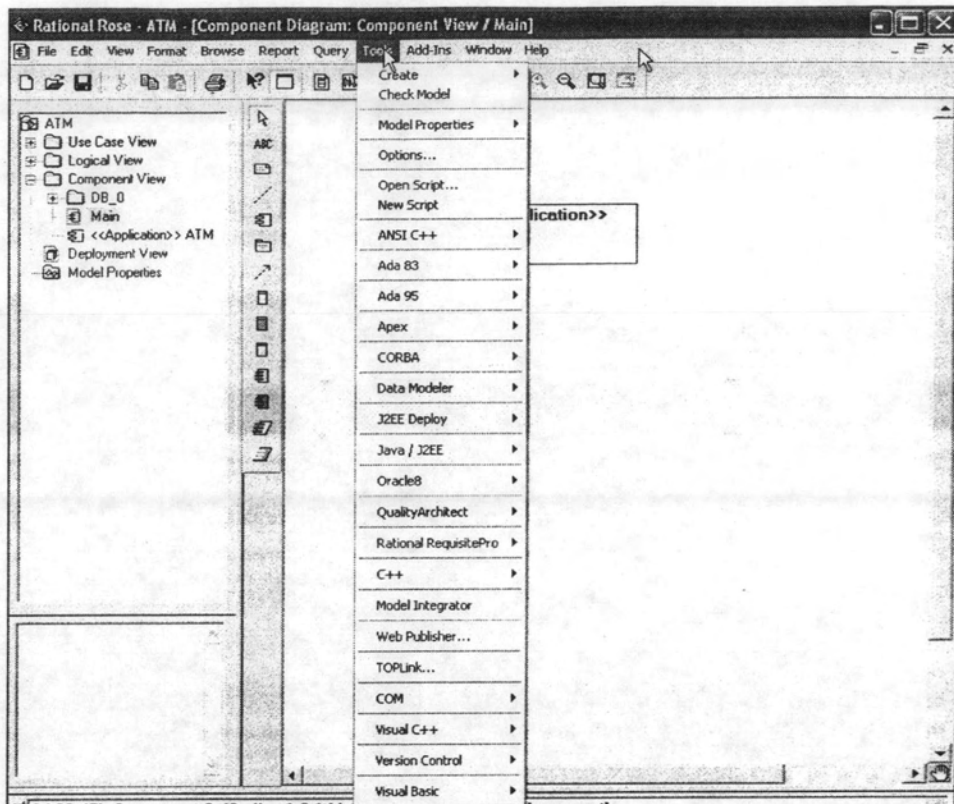 Rational Rose - ATM - [Component Diagram: Component View / Main]
File Edit View Format Browse Report Query Tools Add-Ins Window Help
ABC
ATM
Use Case View
Logical View
Component View
DB_0
Main
<<Application>> ATM
Deployment View
Model Properties
Create
Check Model
Model Properties
Options...
Open Script...
New Script
ANSI C++
Ada 83
Ada 95
Apex
CORBA
Data Modeler
J2EE Deploy
Java / J2EE
Oracle8
QualityArchitect
Rational RequisitePro
C++
Model Integrator
Web Publisher...
TOPLink...
COM
Visual C++
Version Control
Visual Basic
lication>>